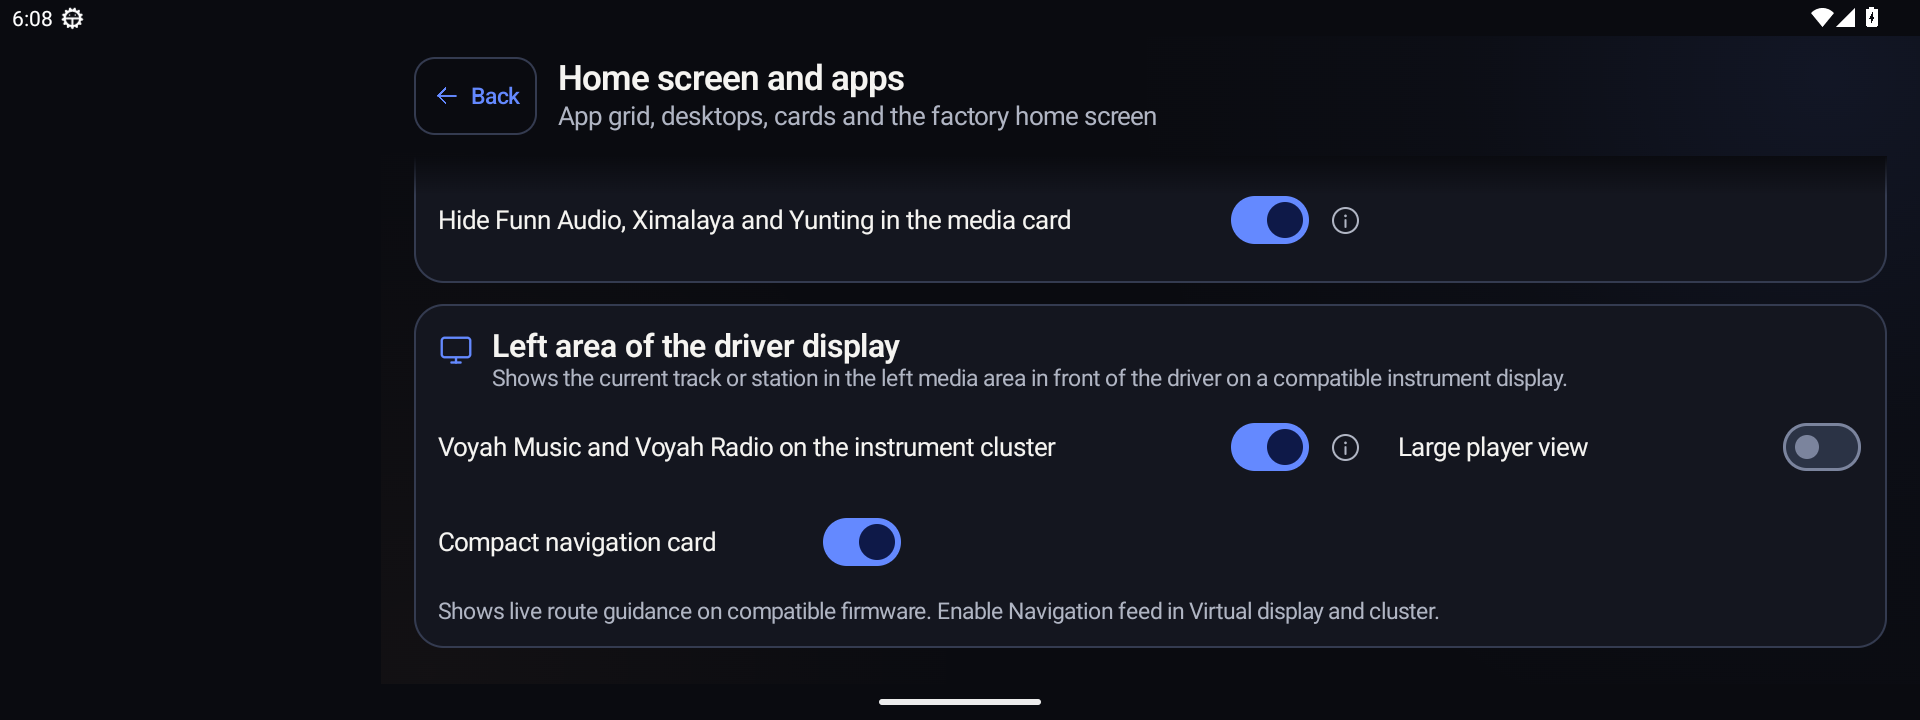 6:08
Back
Home screen and apps
App grid, desktops, cards and the factory home screen
Hide Funn Audio, Ximalaya and Yunting in the media card
Left area of the driver display
Shows the current track or station in the left media area in front of the driver on a compatible instrument display.
Voyah Music and Voyah Radio on the instrument cluster
Large player view
Compact navigation card
Shows live route guidance on compatible firmware. Enable Navigation feed in Virtual display and cluster.